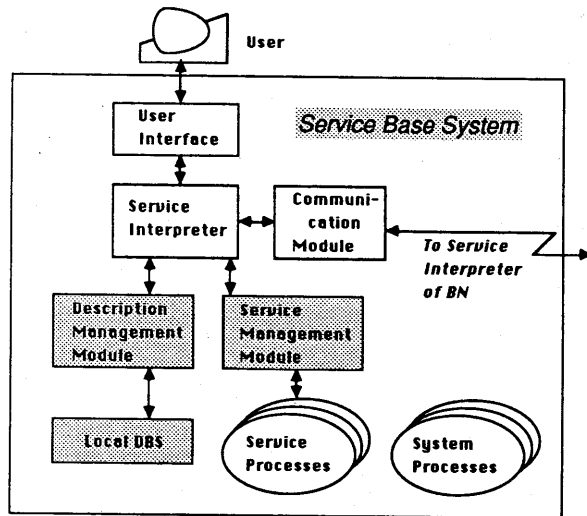 User
User
Interface
Service Base System
Service
Interpreter
Communi-
cation
Module
To Service
Interpreter
of BN
Description
Management
Module
Service
Management
Module
Local DBS
Service
Processes
System
Processes